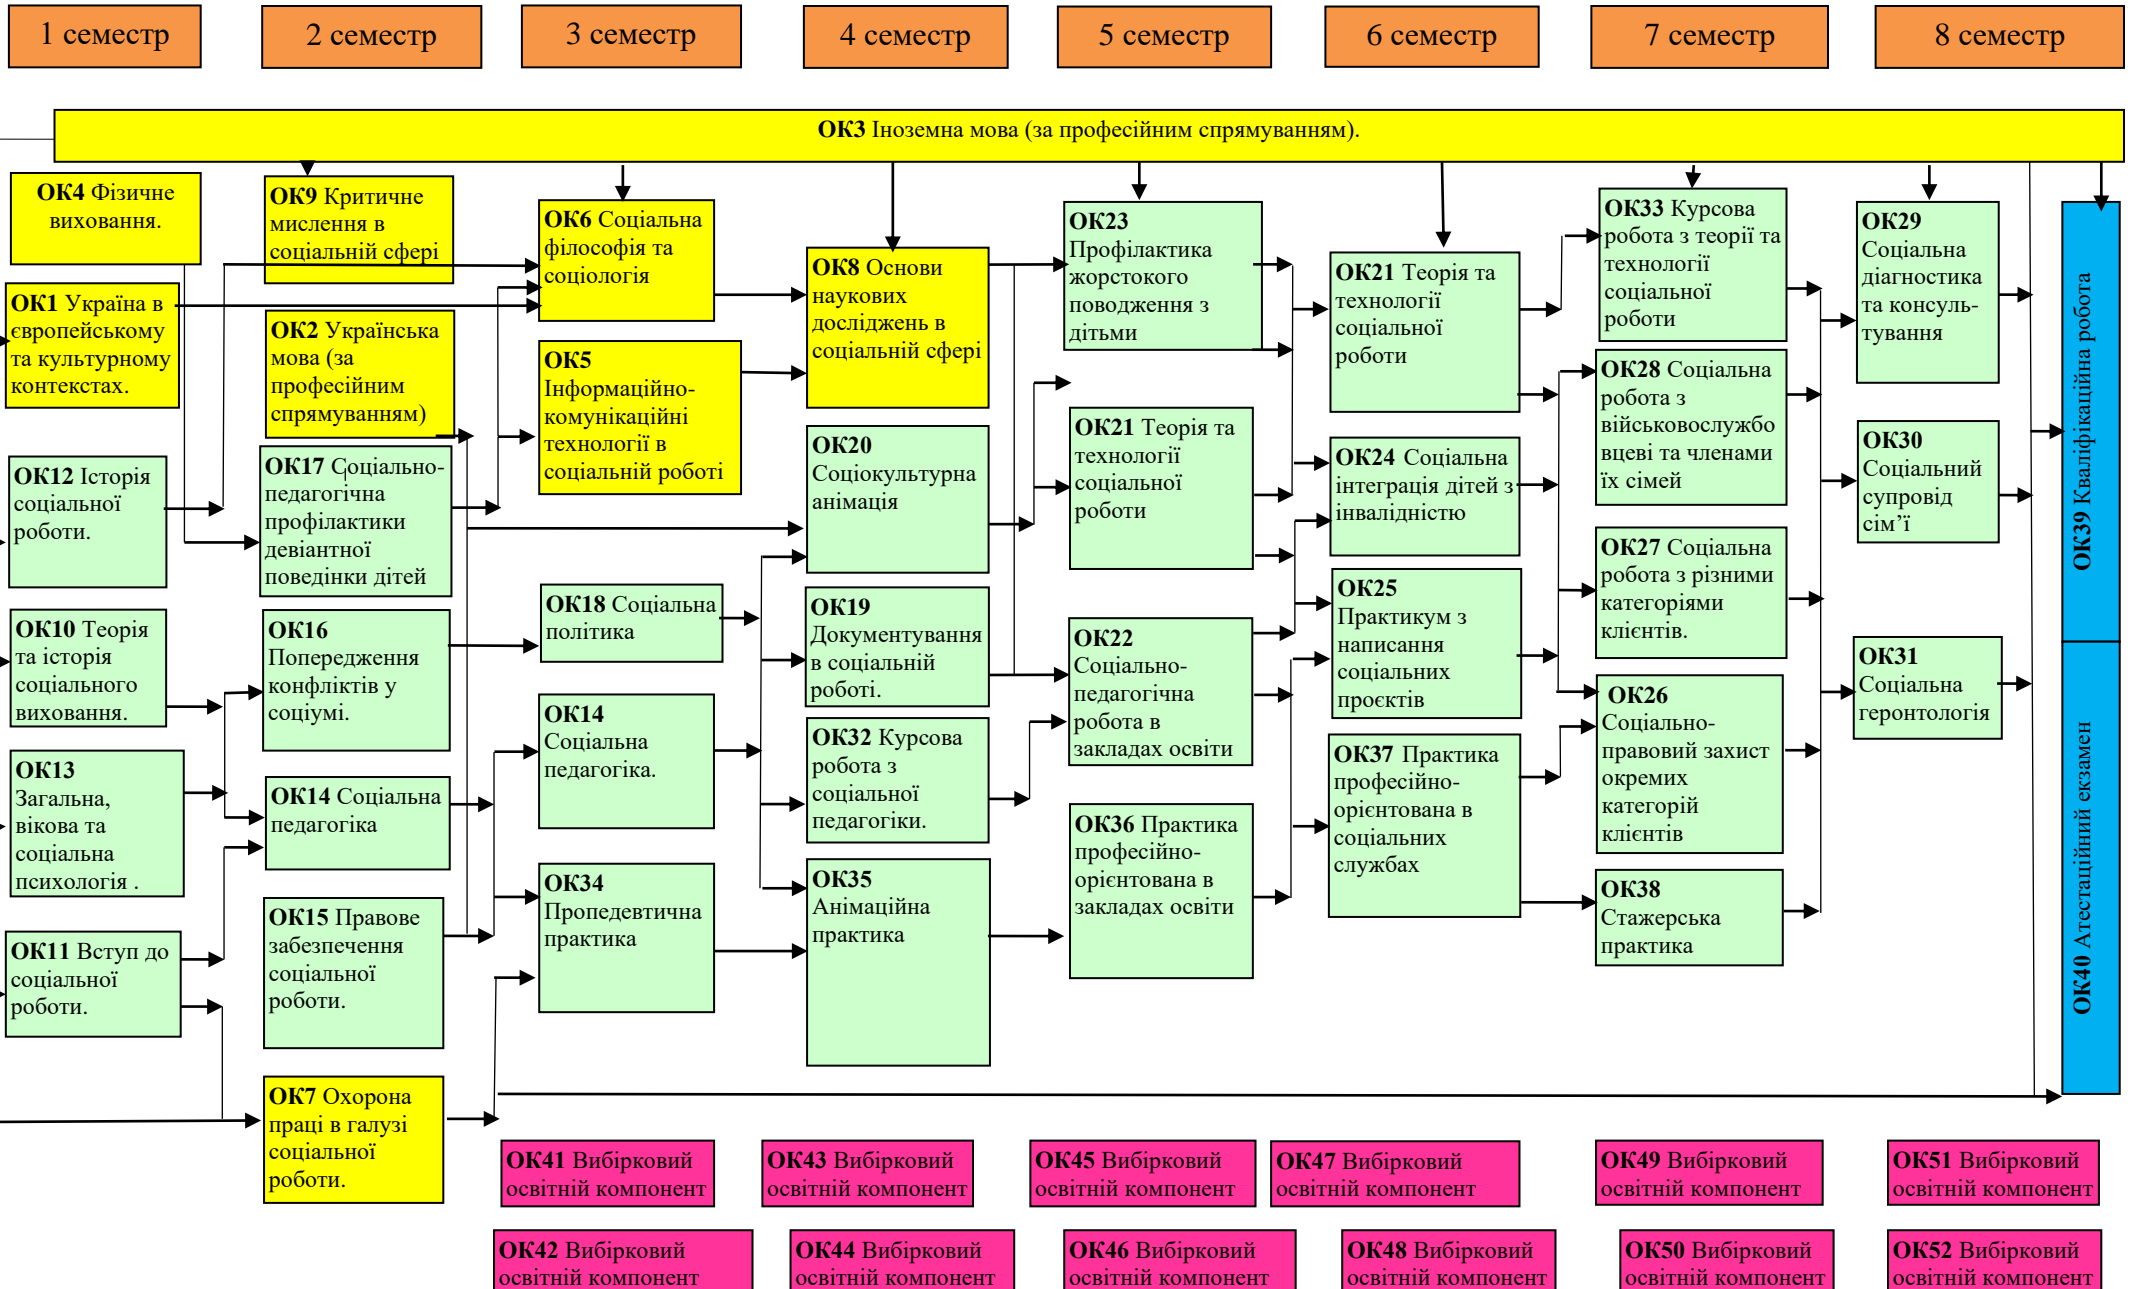 1 семестр
2 семестр
3 семестр
4 семестр
5 семестр
6 семестр
7 семестр
8 семестр
ОК3 Іноземна мова (за професійним спрямуванням).
ОК4 Фізичне
виховання.
ОК1 Україна в
європейському
та культурному
контекстах.
ОК12 Історія
соціальної
роботи.
ОК10 Теорія
та історія
соціального
виховання.
ОК13
Загальна,
вікова та
соціальна
психологія .
ОК11 Вступ до
соціальної
роботи.
ОК9 Критичне
мислення в
соціальній сфері
ОК2 Українська
мова (за
професійним
спрямуванням)
ОК17 Соціально-
педагогічна
профілактики
девіантної
поведінки дітей
ОК16
Попередження
конфліктів у
соціумі.
ОК14 Соціальна
педагогіка
ОК15 Правове
забезпечення
соціальної
роботи.
ОК7 Охорона
праці в галузі
соціальної
роботи.
ОК6 Соціальна
філософія та
соціологія
ОК5
Інформаційно-
комунікаційні
технології в
соціальній роботі
ОК18 Соціальна
політика
ОК14
Соціальна
педагогіка.
ОК34
Пропедевтична
практика
ОК8 Основи
наукових
досліджень в
соціальній сфері
ОК20
Соціокультурна
анімація
ОК19
Документування
в соціальній
роботі.
ОК32 Курсова
робота з
соціальної
педагогіки.
ОК35
Анімаційна
практика
ОК23
Профілактика
жорстокого
поводження з
дітьми
ОК21 Теорія та
технології
соціальної
роботи
ОК22
Соціально-
педагогічна
робота в
закладах освіти
ОК36 Практика
професійно-
орієнтована в
закладах освіти
ОК21 Теорія та
технології
соціальної
роботи
ОК24 Соціальна
інтеграція дітей з
інвалідністю
ОК25
Практикум з
написання
соціальних
проєктів
ОК37 Практика
професійно-
орієнтована в
соціальних
службах
ОК33 Курсова
робота з теорії та
технології
соціальної
роботи
ОК28 Соціальна
робота з
військовослужбо
вцеві та членами
їх сімей
ОК27 Соціальна
робота з різними
категоріями
клієнтів.
ОК26
Соціально-
правовий захист
окремих
категорій
клієнтів
ОК38
Стажерська
практика
ОК29
Соціальна
діагностика
та консуль-
тування
ОК30
Соціальний
супровід
сім’ї
ОК31
Соціальна
геронтологія
ОК39 Кваліфікаційна робота
ОК40 Атестаційний екзамен
ОК41 Вибірковий
освітній компонент
ОК43 Вибірковий
освітній компонент
ОК45 Вибірковий
освітній компонент
ОК47 Вибірковий
освітній компонент
ОК49 Вибірковий
освітній компонент
ОК51 Вибірковий
освітній компонент
ОК42 Вибірковий
освітній компонент
ОК44 Вибірковий
освітній компонент
ОК46 Вибірковий
освітній компонент
ОК48 Вибірковий
освітній компонент
ОК50 Вибірковий
освітній компонент
ОК52 Вибірковий
освітній компонент